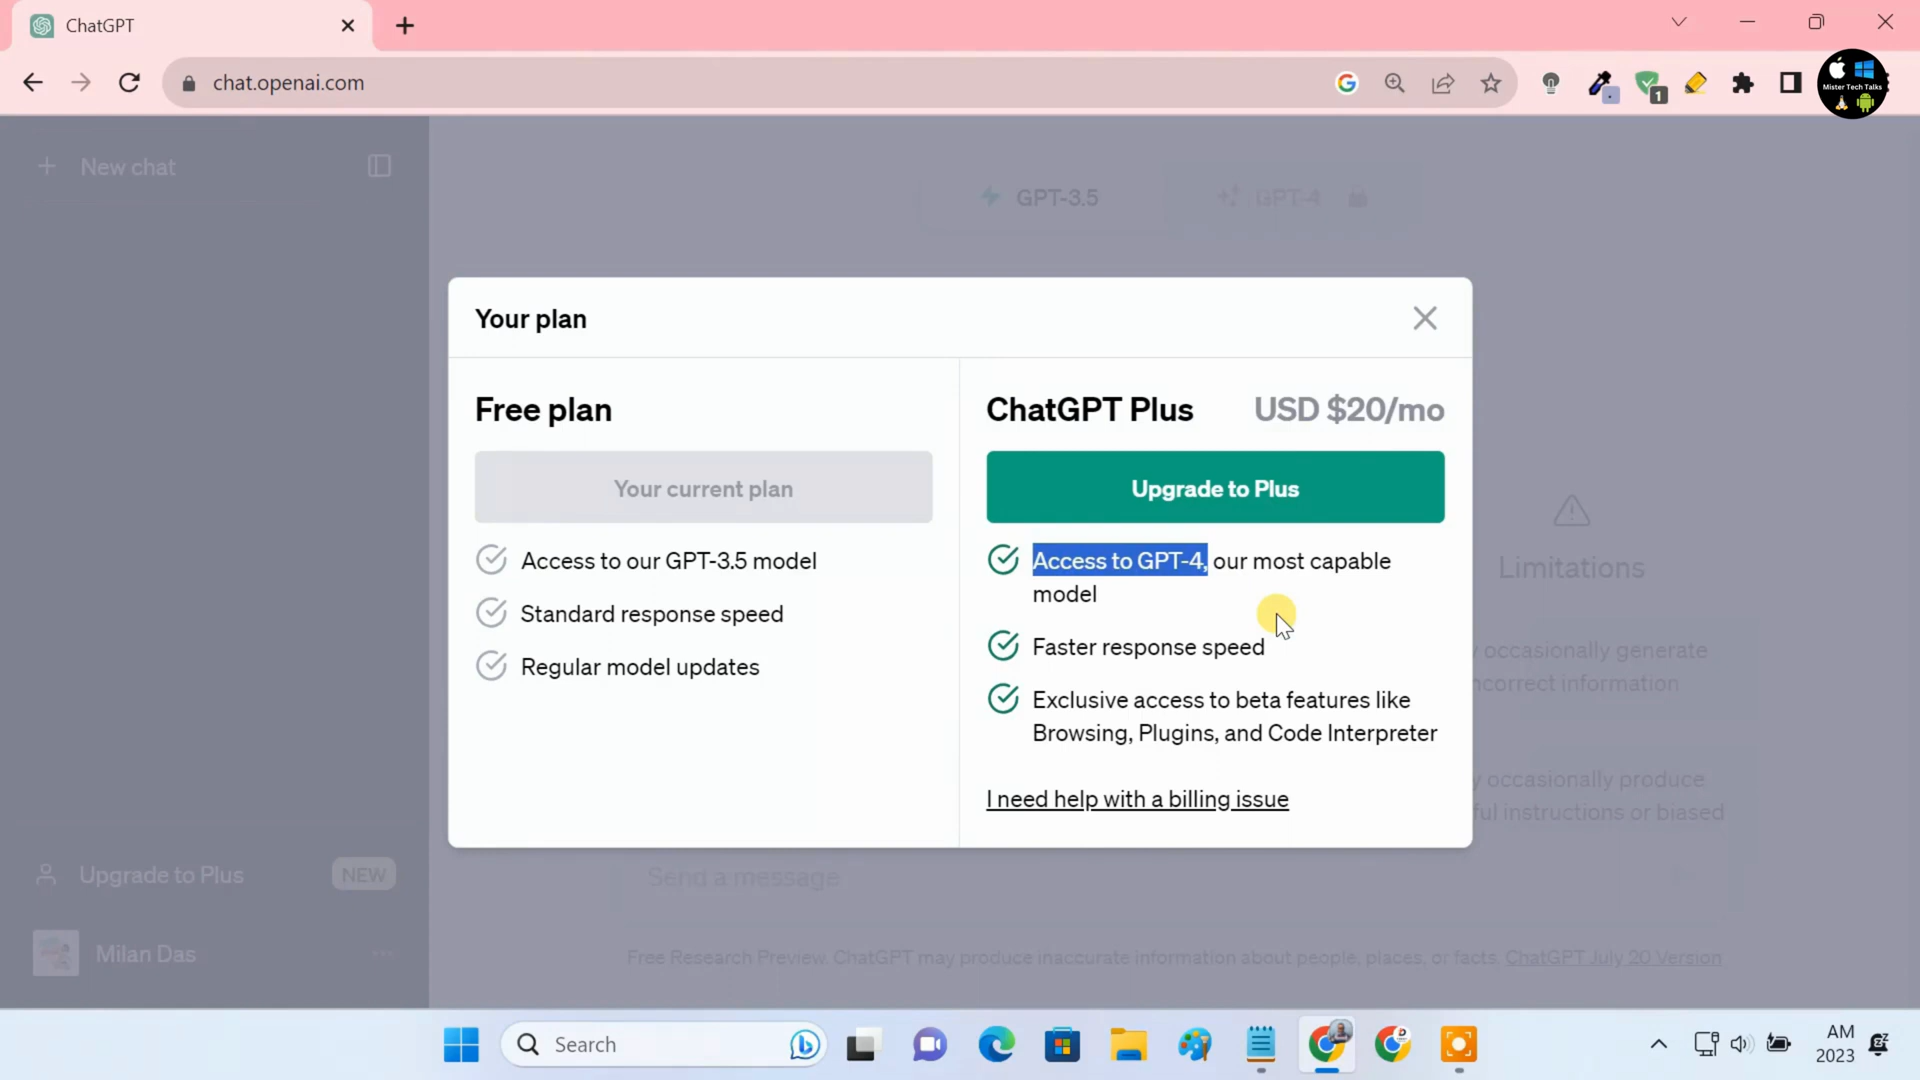 ChatGPT
chat.openai.com
1
Mister Tech Talks
New chat
GPT-3.5
GPT-4
Your plan
Free plan
ChatGPT Plus
USD $20/mo
Your current plan
Upgrade to Plus
Access to our GPT-3.5 model
Standard response speed
Regular model updates
Access to GPT-4, our most capable
model
Faster response speed
Exclusive access to beta features like
Browsing, Plugins, and Code Interpreter
I need help with a billing issue
Limitations
occasionally generate
incorrect information
occasionally produce
instructions or biased
Upgrade to Plus
NEW
Milan Das
Send a message
Free Research Preview. ChatGPT may produce inaccurate information about people, places, or facts. ChatGPT July 20 Version
Search
AM
2023